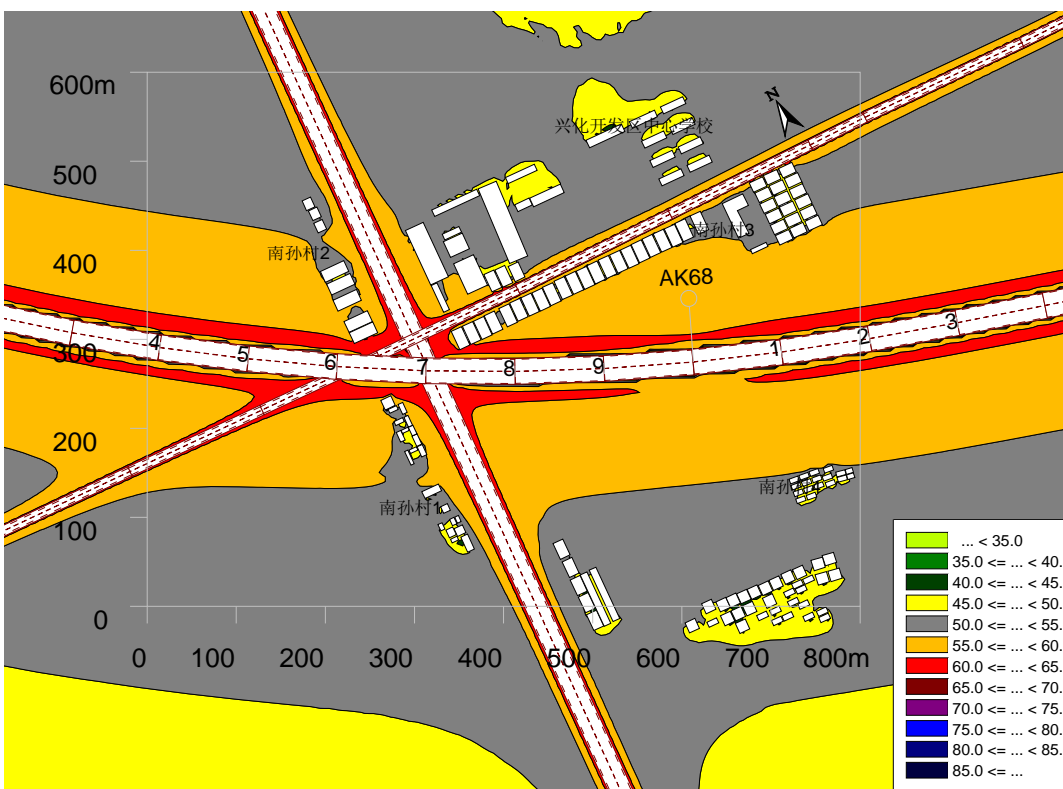 600m
N
兴化开发区中心学校
500
南孙村2
南孙村3
400
AK68
300
4
5
6
7
8
9
1
2
3
200
南孙村1
100
0
0
100
200
300
400
500
600
700
800m
... < 35.0
35.0 <= ... < 40.
40.0 <= ... < 45.
45.0 <= ... < 50.
50.0 <= ... < 55.
55.0 <= ... < 60.
60.0 <= ... < 65.
65.0 <= ... < 70.
70.0 <= ... < 75.
75.0 <= ... < 80.
80.0 <= ... < 85.
85.0 <= ...